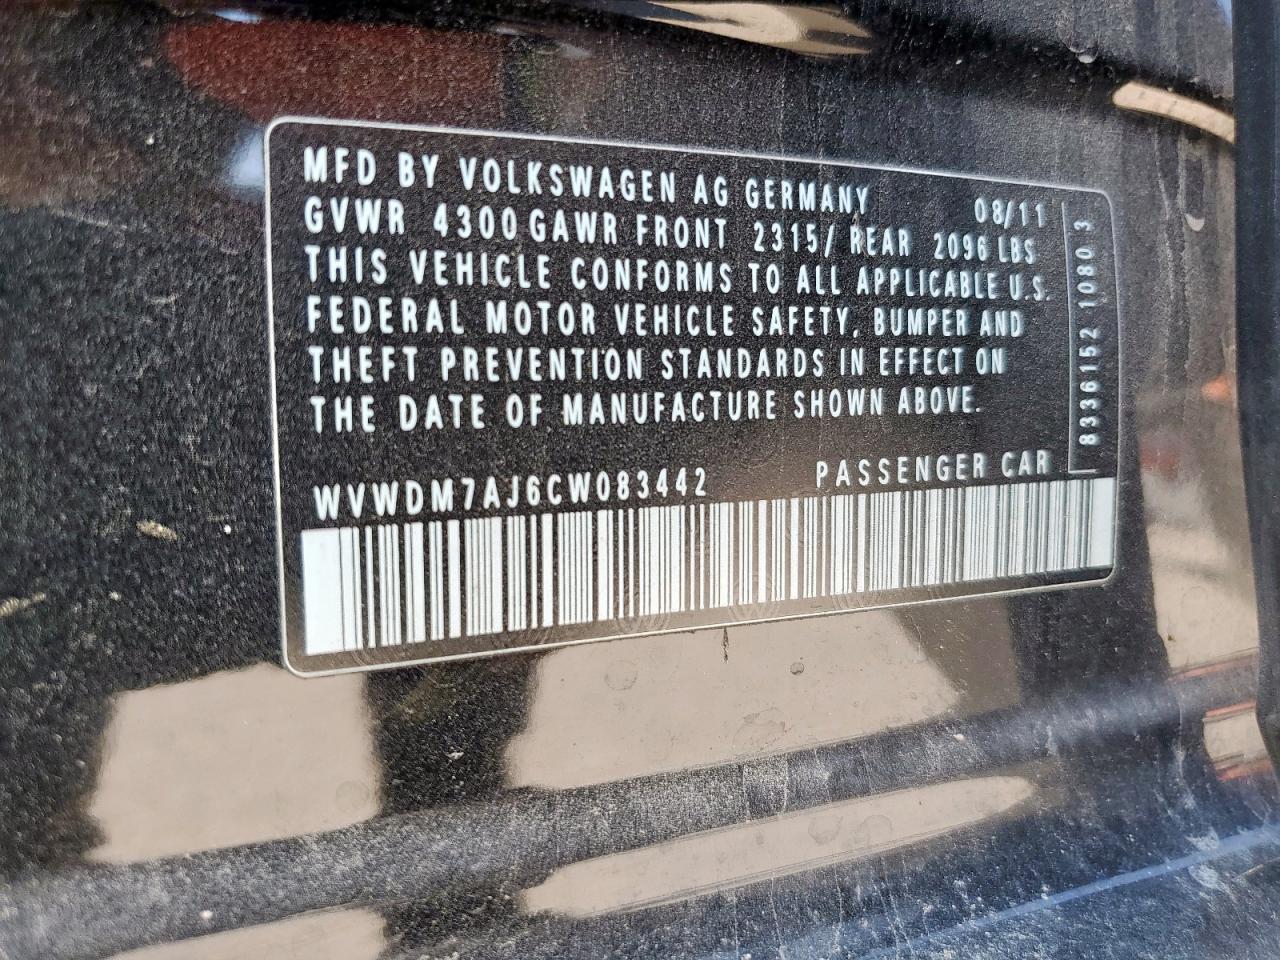 MFD BY VOLKSWAGEN AG GERMANY 08/11
GVWR 4300 GAWR FRONT 2315/ REAR 2096 LBS
THIS VEHICLE CONFORMS TO ALL APPLICABLE U.S.
FEDERAL MOTOR VEHICLE SAFETY, BUMPER AND
THEFT PREVENTION STANDARDS IN EFFECT ON
THE DATE OF MANUFACTURE SHOWN ABOVE.
WVWDM7AJ6CW083442 PASSENGER CAR
8336152 10803